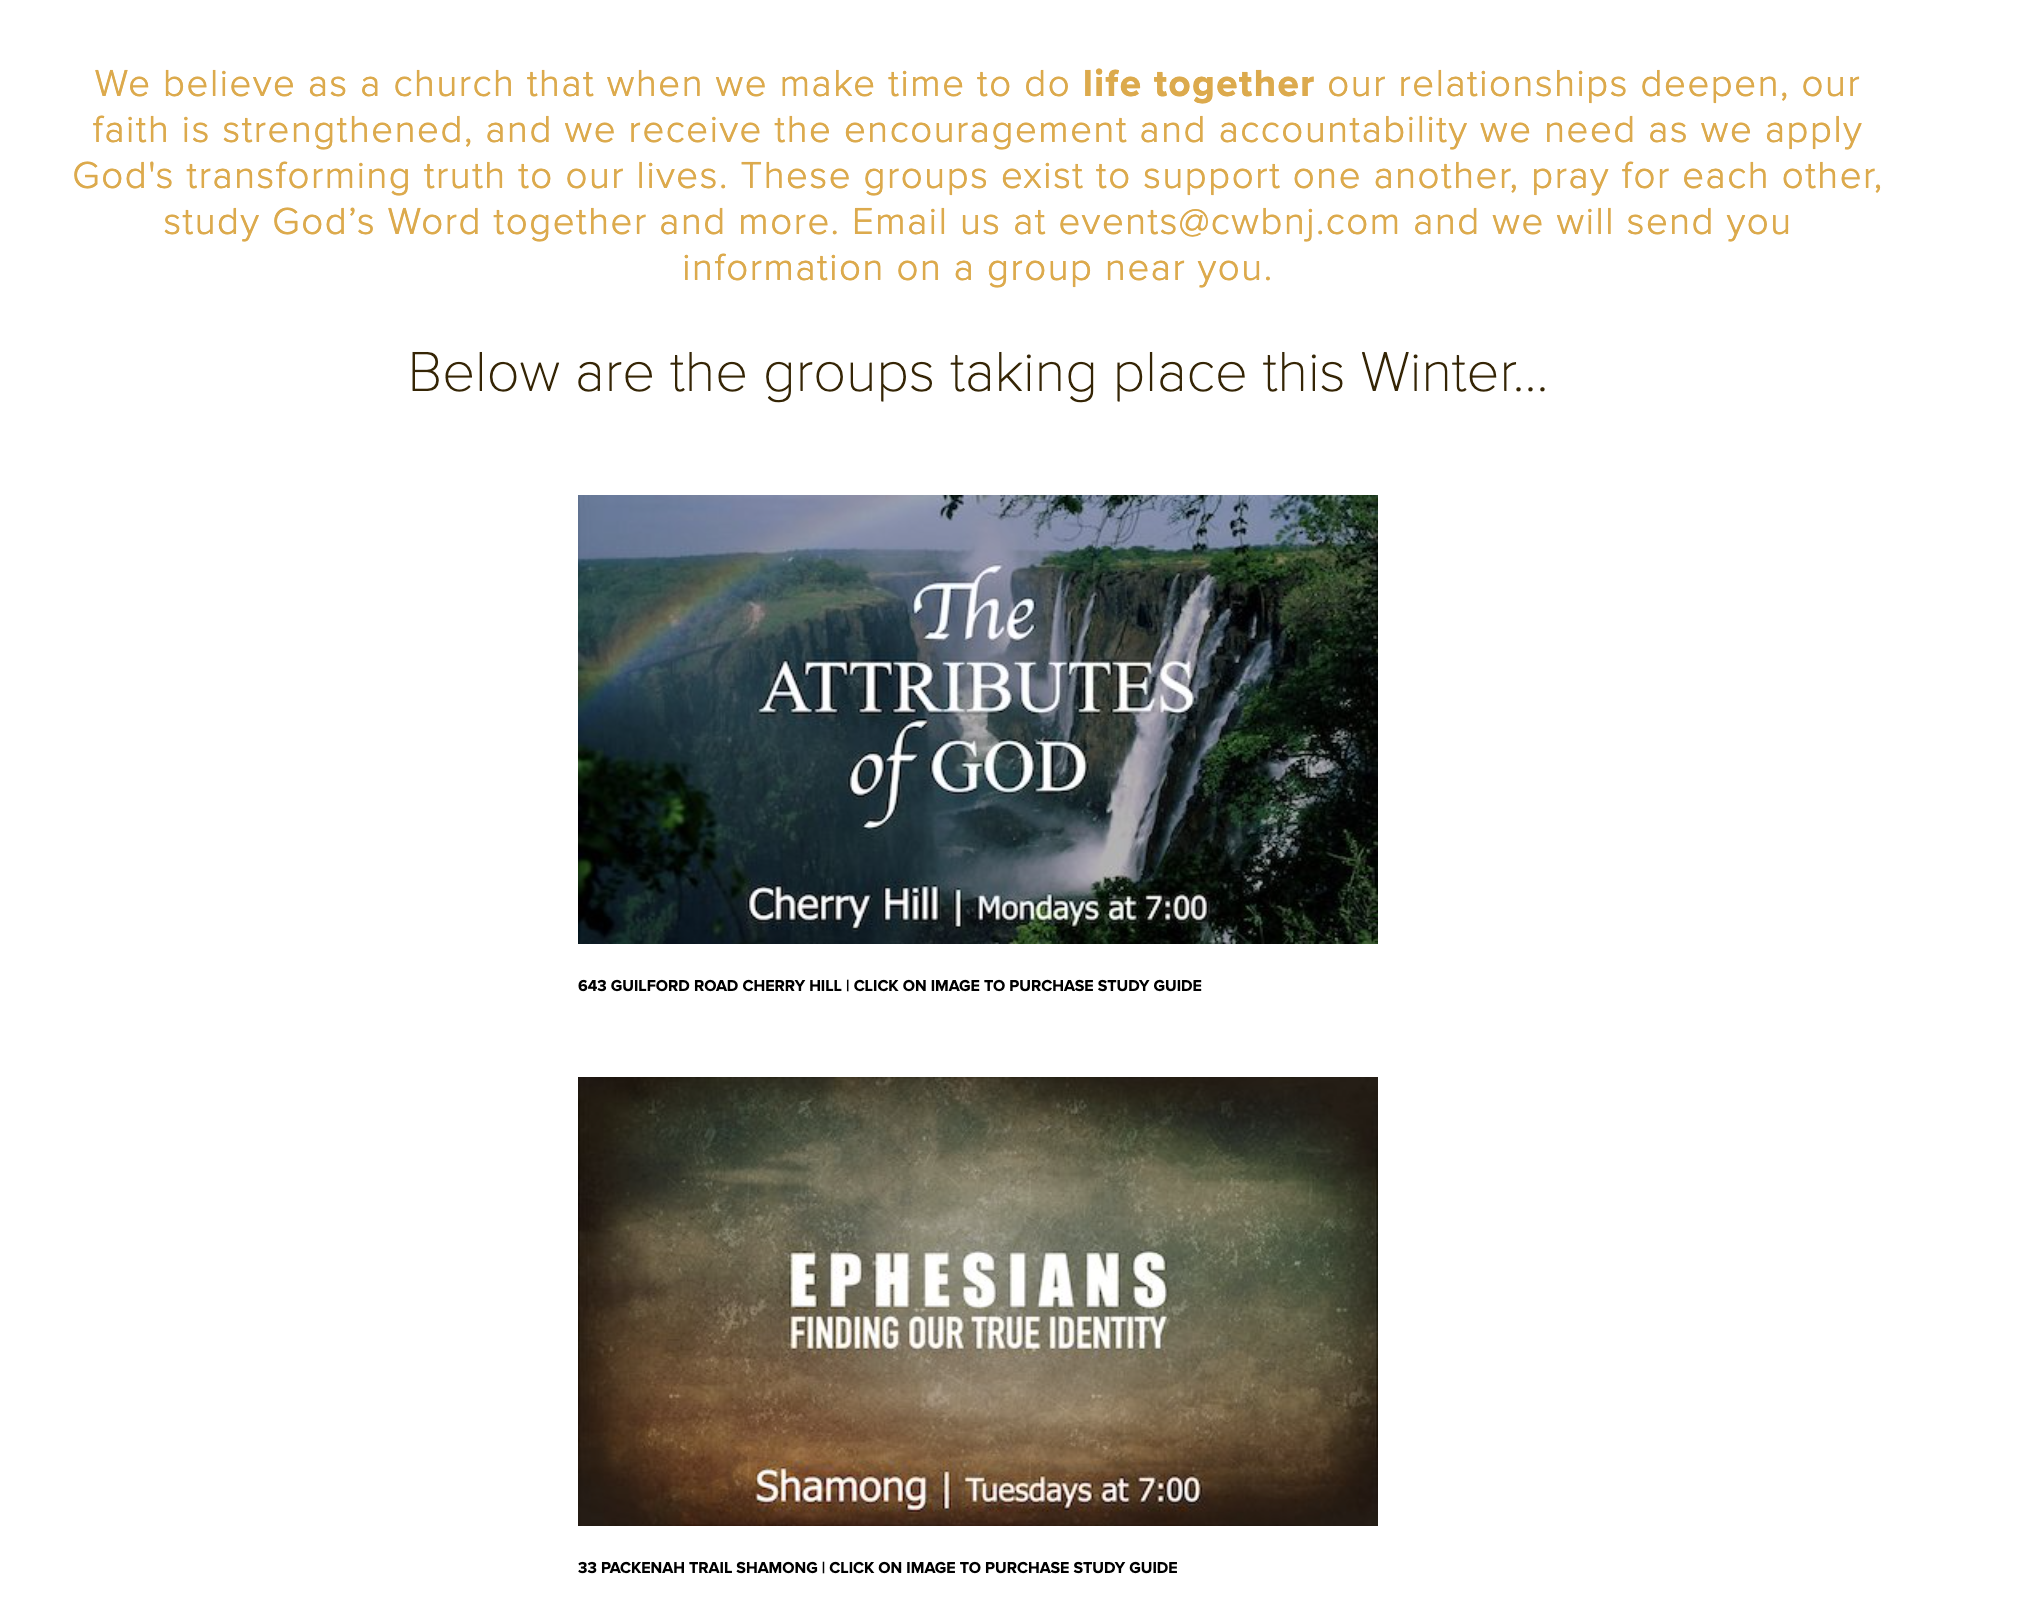 We believe as a church that when we make time to do life together our relationships deepen, our
faith is strengthened, and we receive the encouragement and accountability we need as we apply
God's transforming truth to our lives. These groups exist to support one another, pray for each other,
study God’s Word together and more. Email us at events@cwbnj.com and we will send you
information on a group near you.
Below are the groups taking place this Winter...
The
ATTRIBUTES
of GOD
Cherry Hill | Mondays at 7:00
643 GUILFORD ROAD CHERRY HILL | CLICK ON IMAGE TO PURCHASE STUDY GUIDE
EPHESIANS
FINDING OUR TRUE IDENTITY
Shamong | Tuesdays at 7:00
33 PACKENAH TRAIL SHAMONG | CLICK ON IMAGE TO PURCHASE STUDY GUIDE